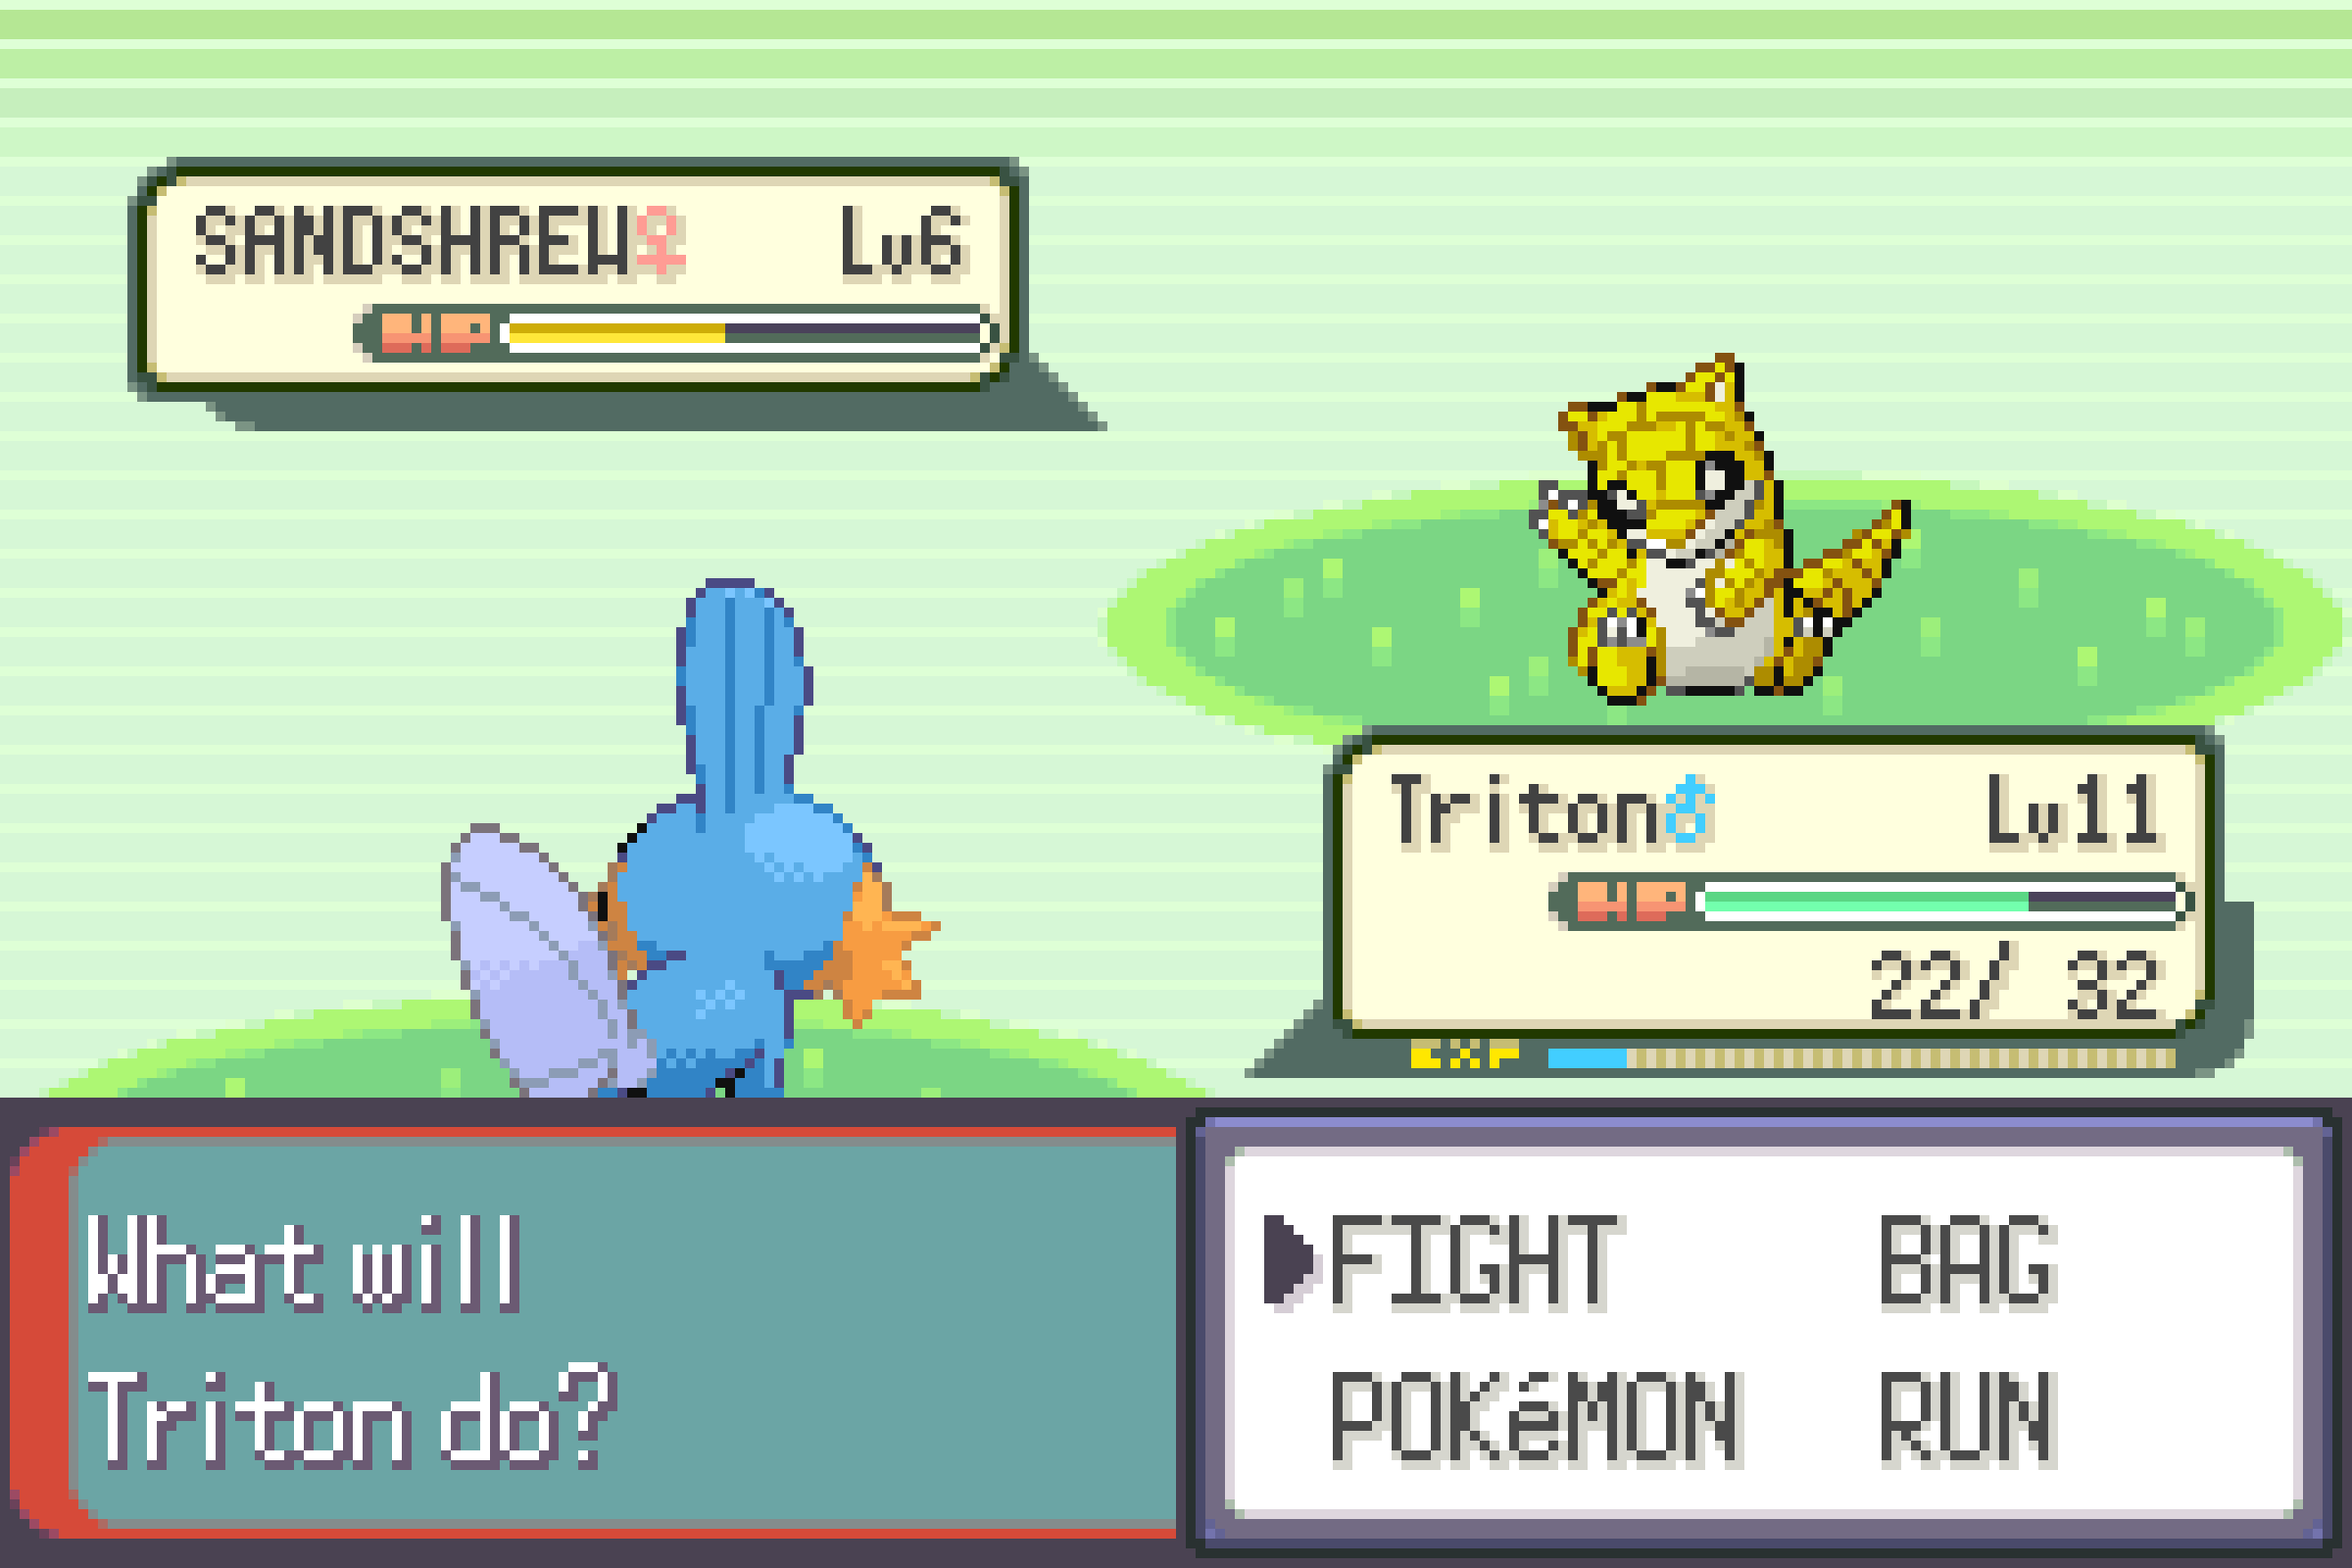 SANDSHREW♀ Lv6
HP
Triton♂ Lv11
HP
22/ 32
EXP
What will
Triton do?
▶FIGHT BAG
POKéMON RUN